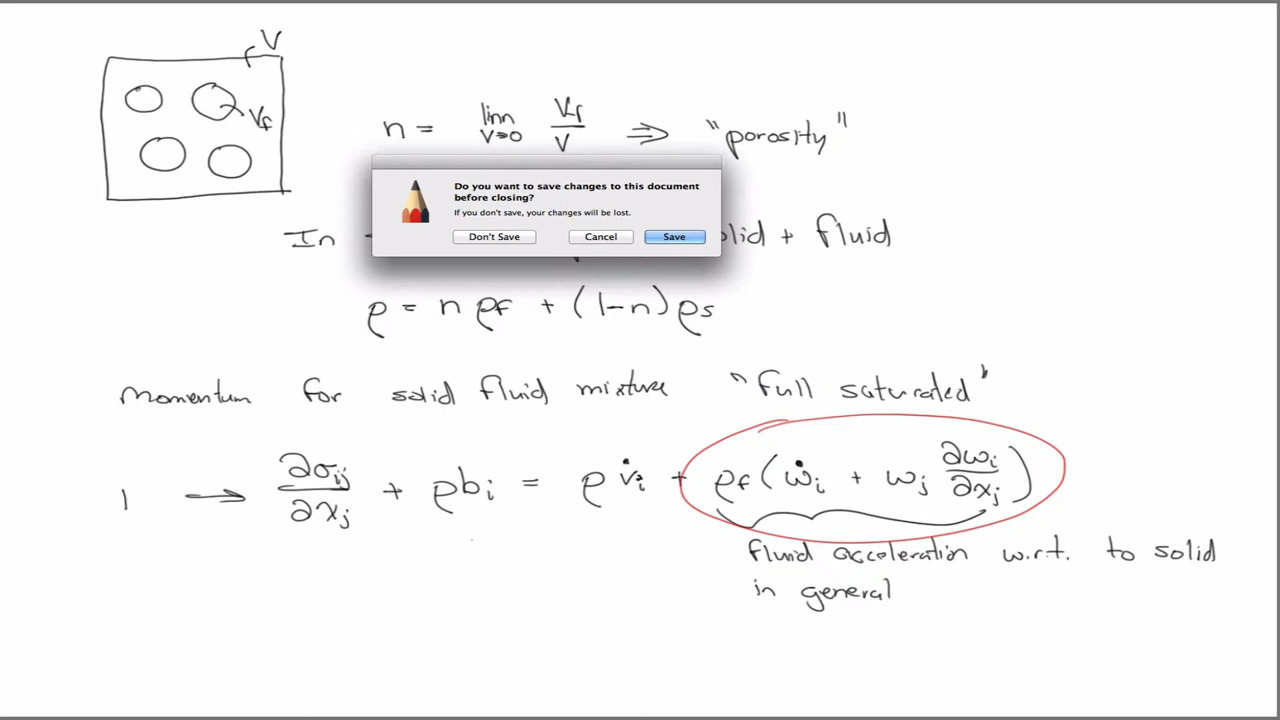 V
Vf
n = lim V→0 Vf/V ⇒ "porosity"
Do you want to save changes to this document
before closing?
If you don't save, your changes will be lost.
Don't Save Cancel Save
In
lid + fluid
ρ = n ρf + (1-n) ρs
Momentum for solid fluid mixture "full saturated"
1 → ∂σij/∂xj + ρbi = ρ v̇i + ρf(ẇi + wj ∂wi/∂xj)
fluid acceleration w.r.t. to solid
in general